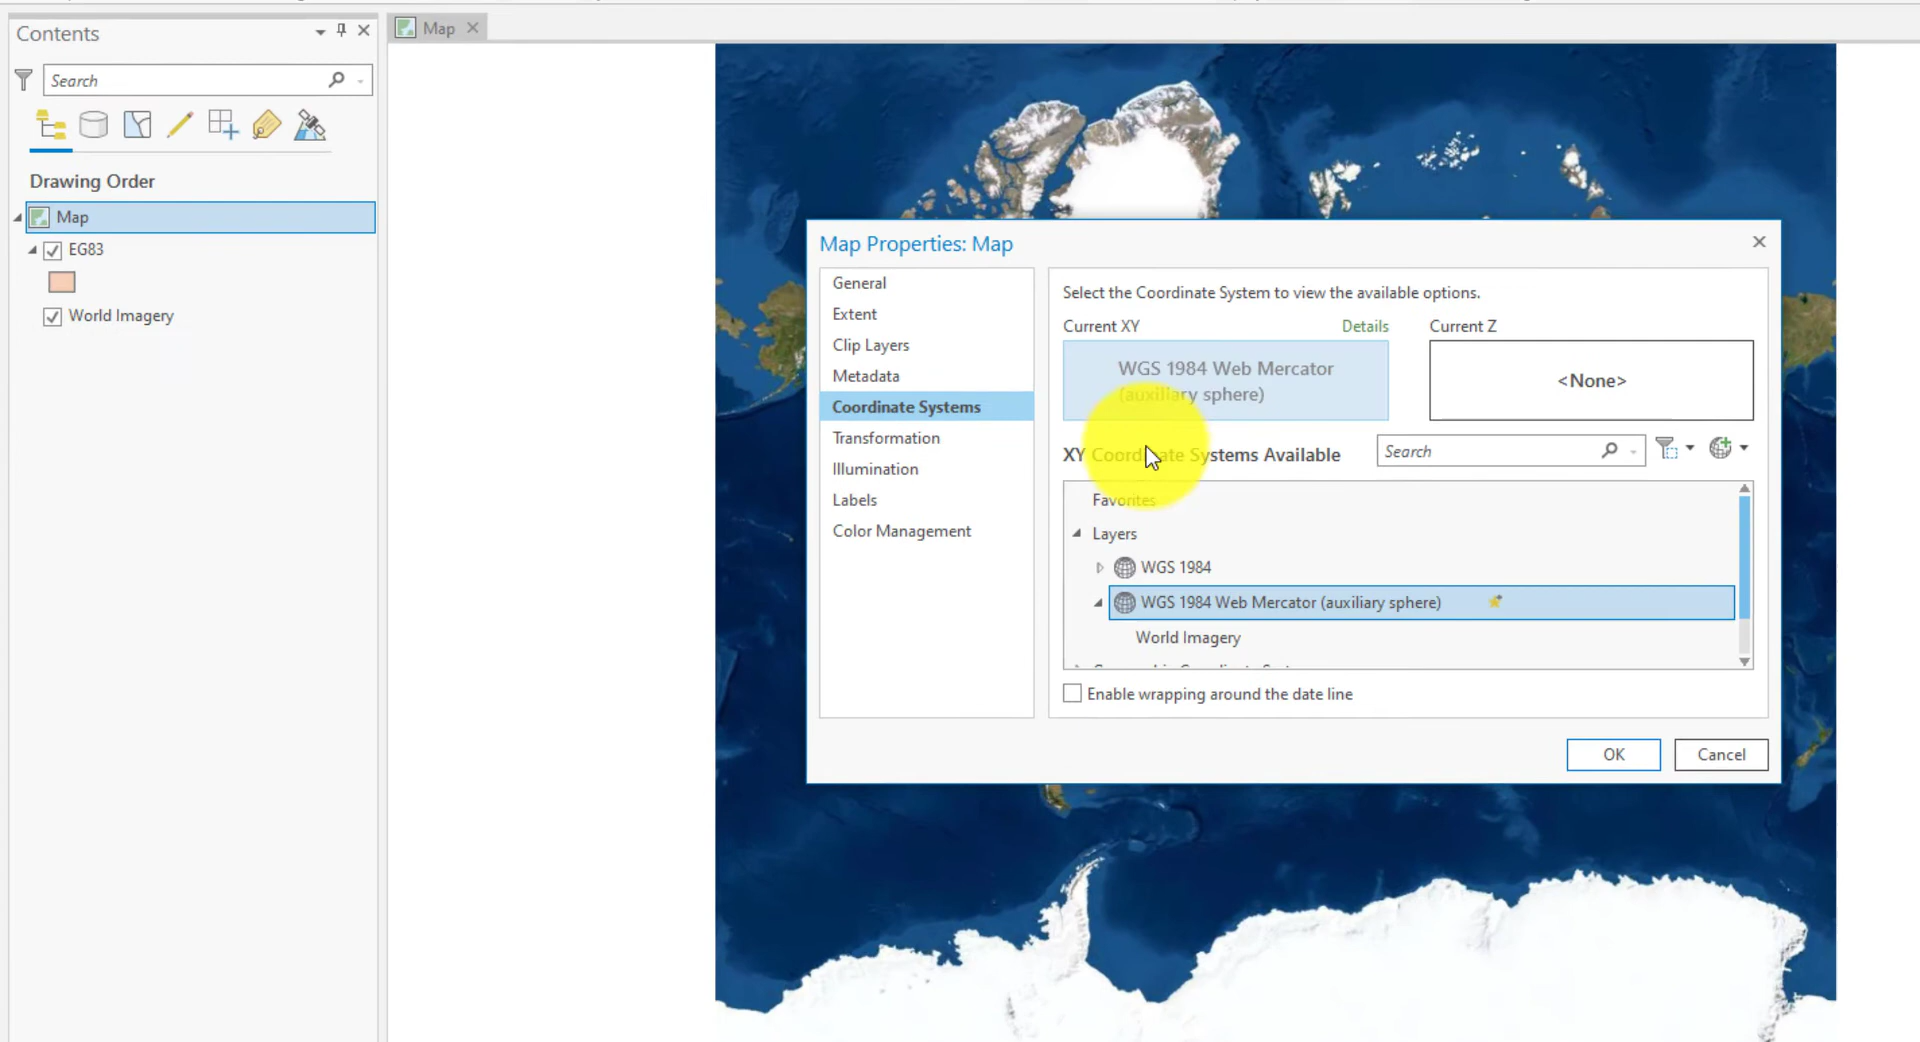 Contents
Search
Drawing Order
Map
EG83
World Imagery
Map
Map Properties: Map
General
Extent
Clip Layers
Metadata
Coordinate Systems
Transformation
Illumination
Labels
Color Management
Select the Coordinate System to view the available options.
Current XY
Details
Current Z
WGS 1984 Web Mercator
(auxiliary sphere)
<None>
XY Coordinate Systems Available
Search
Favorites
Layers
WGS 1984
WGS 1984 Web Mercator (auxiliary sphere)
World Imagery
Enable wrapping around the date line
OK
Cancel